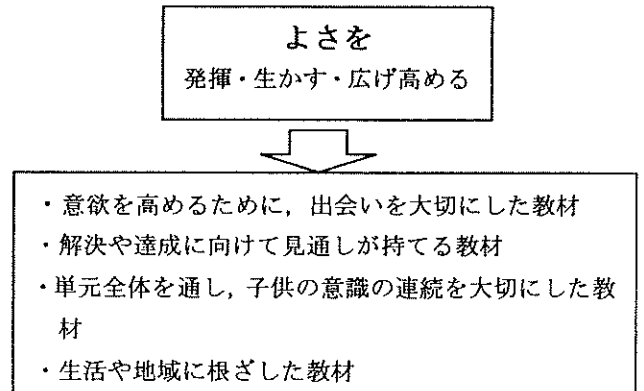 よさを
発揮・生かす・広げ高める
・意欲を高めるために，出会いを大切にした教材
・解決や達成に向けて見通しが持てる教材
・単元全体を通し，子供の意識の連続を大切にした教
材
・生活や地域に根ざした教材